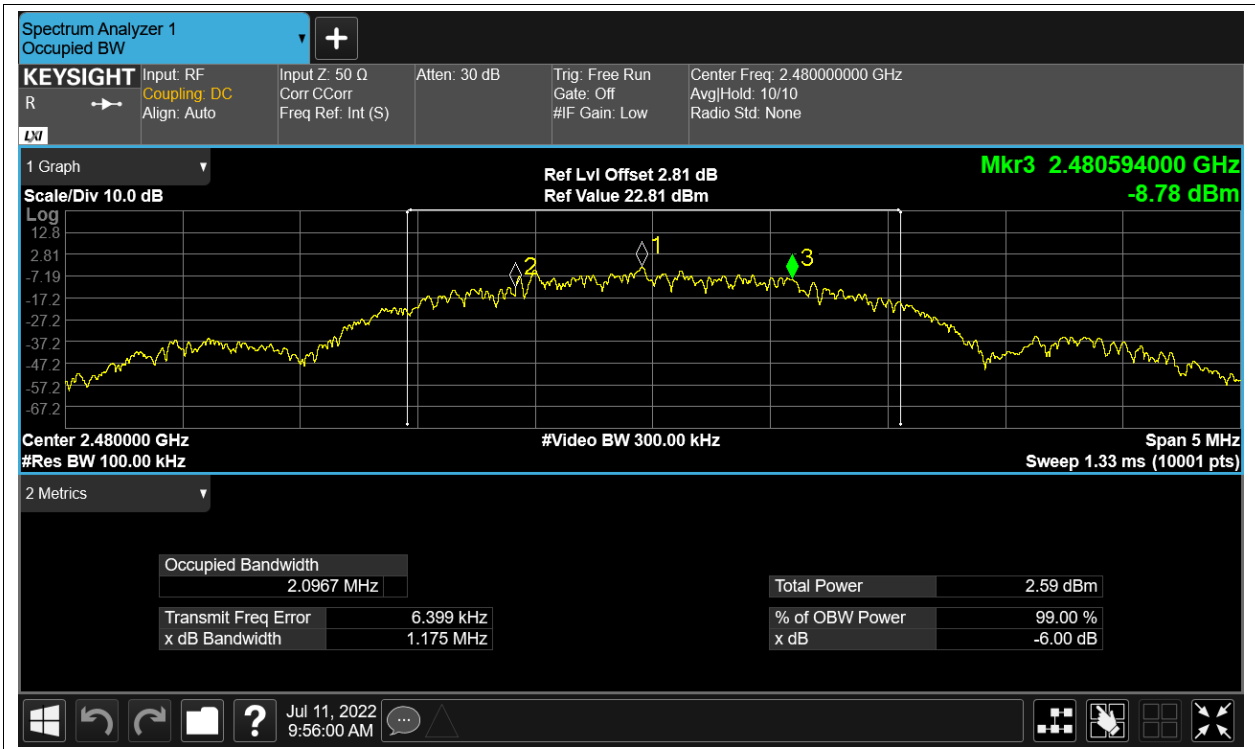 Spectrum Analyzer 1
Occupied BW
KEYSIGHT
R
LXI
Input: RF
Coupling: DC
Align: Auto
Input Z: 50 Ω
Corr CCorr
Freq Ref: Int (S)
Atten: 30 dB
Trig: Free Run
Gate: Off
#IF Gain: Low
Center Freq: 2.480000000 GHz
Avg|Hold: 10/10
Radio Std: None
1 Graph
Scale/Div 10.0 dB
Ref Lvl Offset 2.81 dB
Ref Value 22.81 dBm
Mkr3 2.480594000 GHz
-8.78 dBm
Log
12.8
2.81
-7.19
-17.2
-27.2
-37.2
-47.2
-57.2
-67.2
2
1
3
Center 2.480000 GHz
#Video BW 300.00 kHz
Span 5 MHz
#Res BW 100.00 kHz
Sweep 1.33 ms (10001 pts)
2 Metrics
Occupied Bandwidth
2.0967 MHz
Transmit Freq Error 6.399 kHz
x dB Bandwidth 1.175 MHz
Total Power 2.59 dBm
% of OBW Power 99.00 %
x dB -6.00 dB
?
Jul 11, 2022
9:56:00 AM